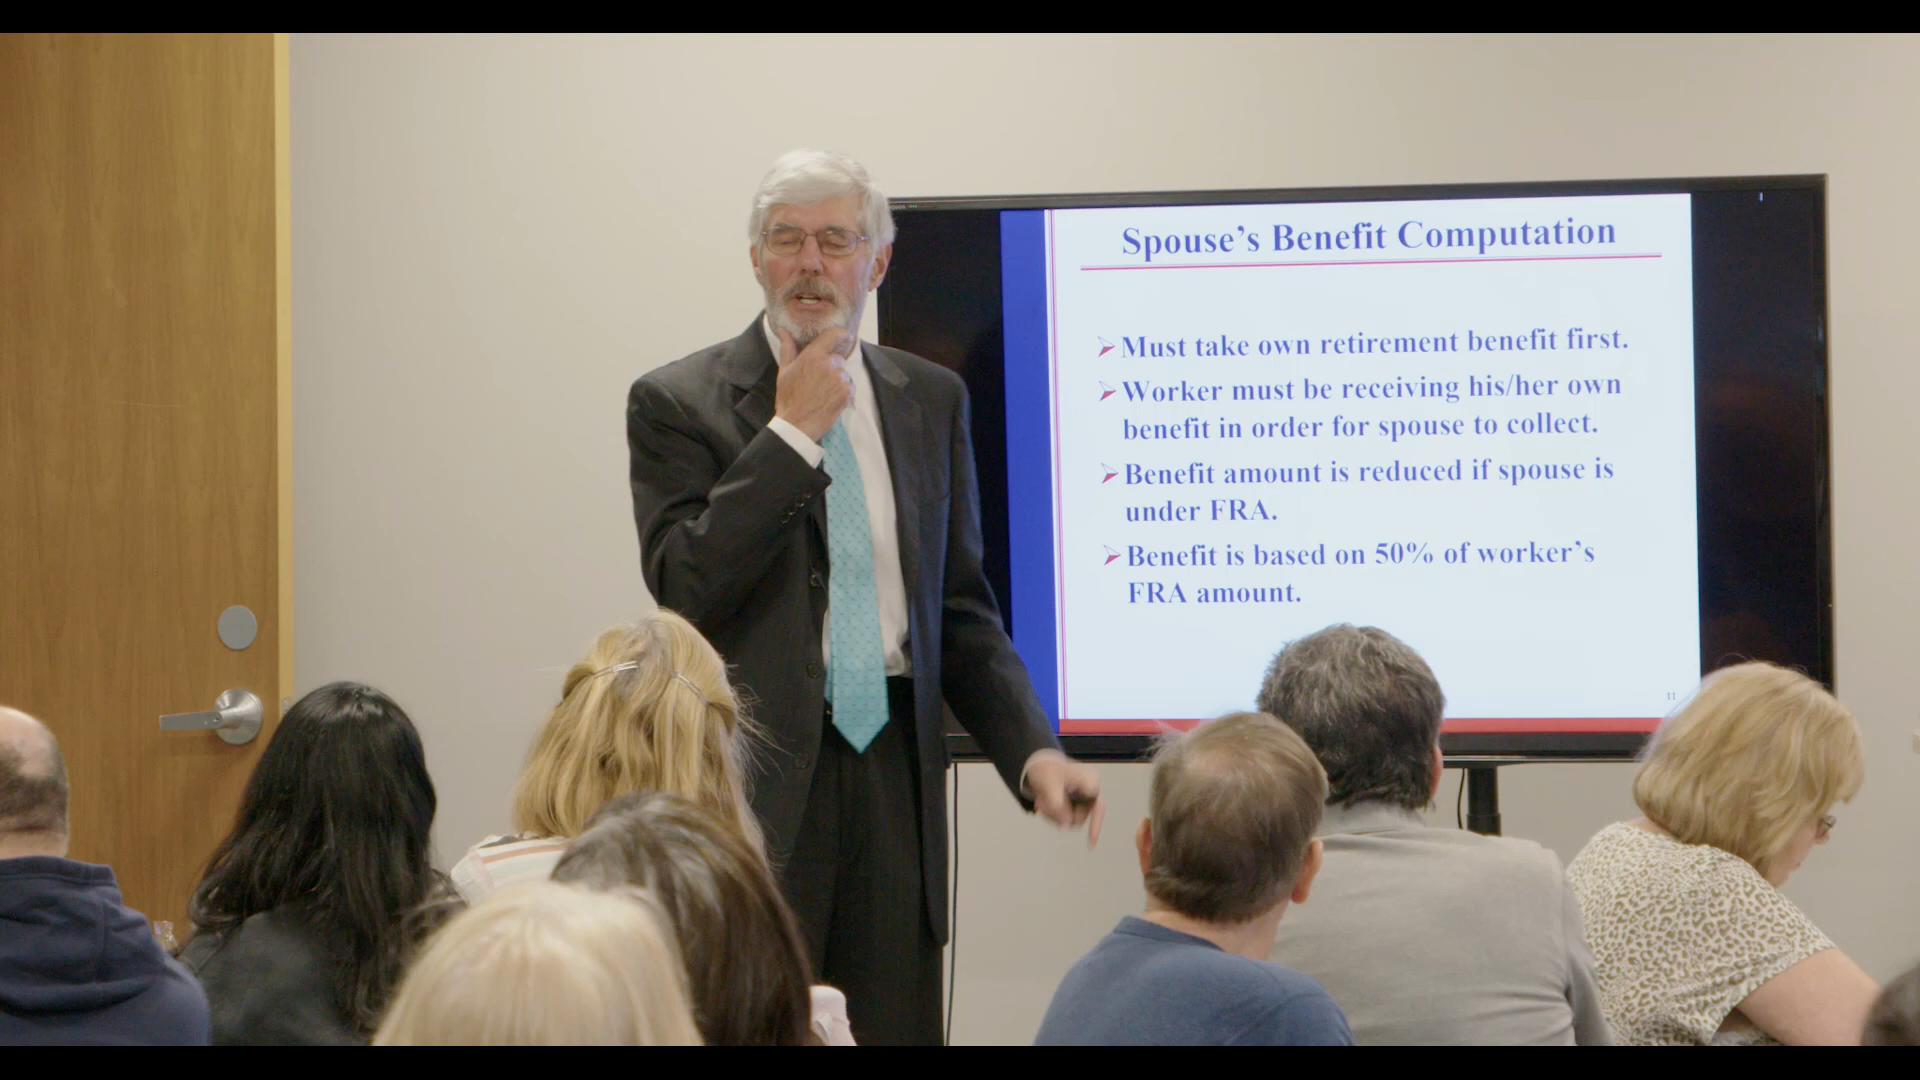 Spouse's Benefit Computation
Must take own retirement benefit first.
Worker must be receiving his/her own
benefit in order for spouse to collect.
Benefit amount is reduced if spouse is
under FRA.
Benefit is based on 50% of worker's
FRA amount.
11